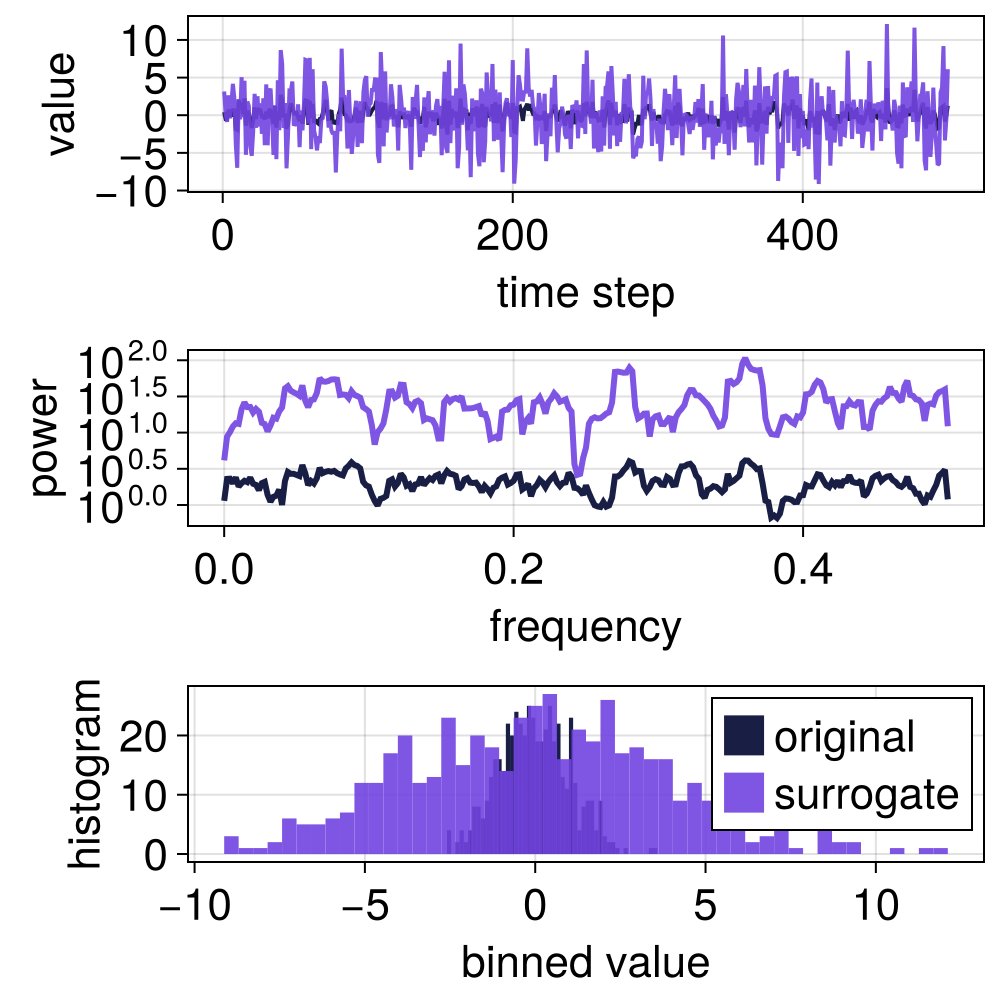 value
10
5
0
−5
−10
0 200 400
time step
power
10^2.0
10^1.5
10^1.0
10^0.5
10^0.0
0.0 0.2 0.4
frequency
histogram
20
10
0
original
surrogate
−10 −5 0 5 10
binned value